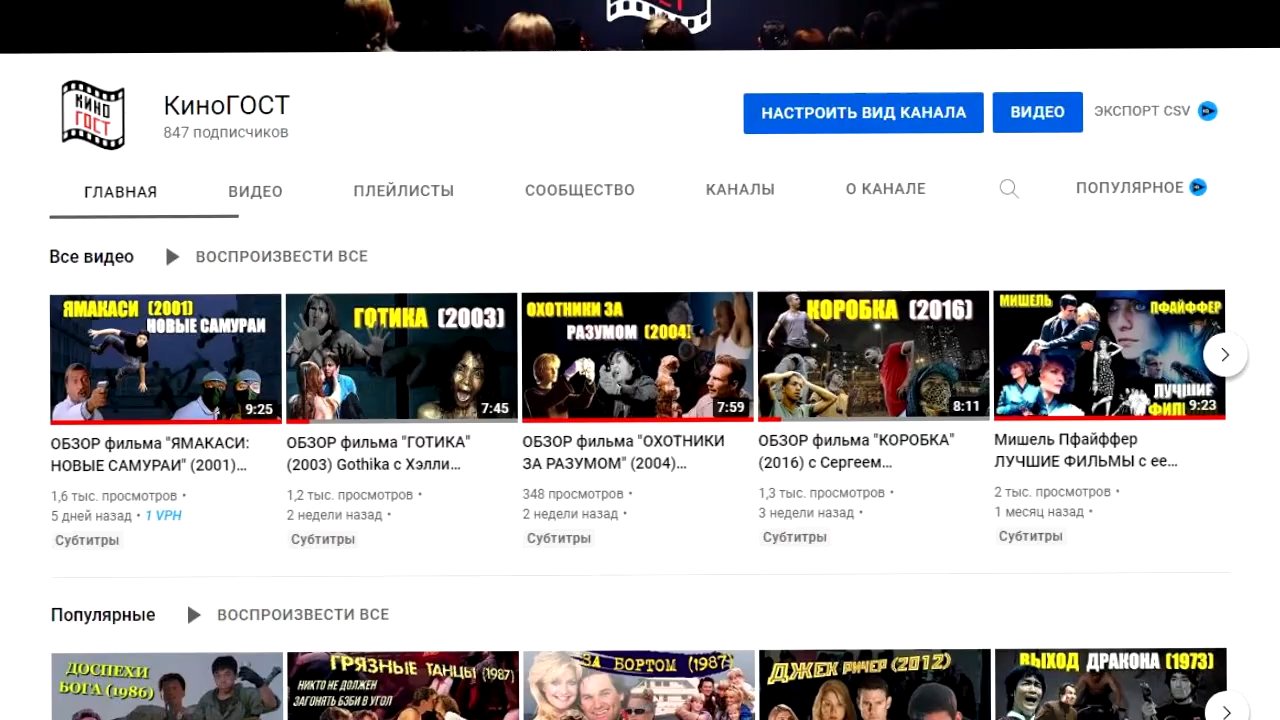 ГОСТ
КИНО
ГОСТ
КиноГОСТ
847 подписчиков
НАСТРОИТЬ ВИД КАНАЛА
ВИДЕО
ЭКСПОРТ CSV
ГЛАВНАЯ
ВИДЕО
ПЛЕЙЛИСТЫ
СООБЩЕСТВО
КАНАЛЫ
О КАНАЛЕ
ПОПУЛЯРНОЕ
Все видео
ВОСПРОИЗВЕСТИ ВСЕ
ЯМАКАСИ (2001)
НОВЫЕ САМУРАИ
9:25
ГОТИКА (2003)
7:45
ОХОТНИКИ ЗА
РАЗУМОМ (2004)
7:59
КОРОБКА (2016)
8:11
МИШЕЛЬ
ПФАЙФФЕР
ЛУЧШИЕ
ФИЛ
9:23
ОБЗОР фильма "ЯМАКАСИ:
НОВЫЕ САМУРАИ" (2001)...
1,6 тыс. просмотров •
5 дней назад • 1 VPH
Субтитры
ОБЗОР фильма "ГОТИКА"
(2003) Gothika с Хэлли...
1,2 тыс. просмотров •
2 недели назад •
Субтитры
ОБЗОР фильма "ОХОТНИКИ
ЗА РАЗУМОМ" (2004)...
348 просмотров •
2 недели назад •
Субтитры
ОБЗОР фильма "КОРОБКА"
(2016) с Сергеем...
1,3 тыс. просмотров •
3 недели назад •
Субтитры
Мишель Пфайффер
ЛУЧШИЕ ФИЛЬМЫ с ее...
2 тыс. просмотров •
1 месяц назад •
Субтитры
Популярные
ВОСПРОИЗВЕСТИ ВСЕ
ДОСПЕХИ
БОГА (1986)
ГРЯЗНЫЕ ТАНЦЫ (1987)
НИКТО НЕ ДОЛЖЕН
ЗАГОНЯТЬ БЭБИ В УГОЛ
ЗА БОРТОМ (1987)
ДЖЕК РИЧЕР (2012)
ВЫХОД ДРАКОНА (1973)